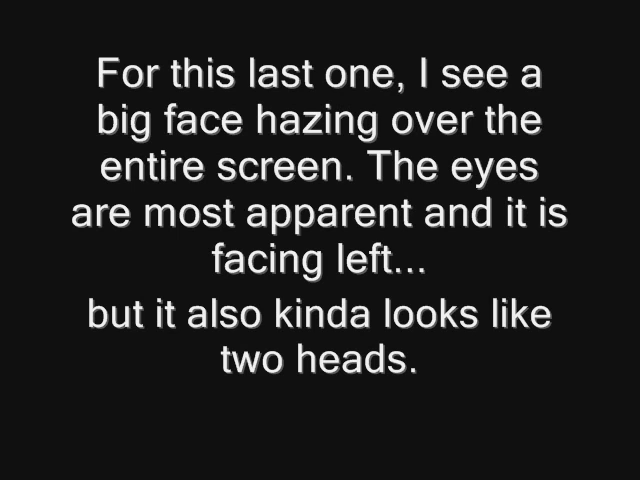 For this last one, I see a
big face hazing over the
entire screen. The eyes
are most apparent and it is
facing left...
but it also kinda looks like
two heads.